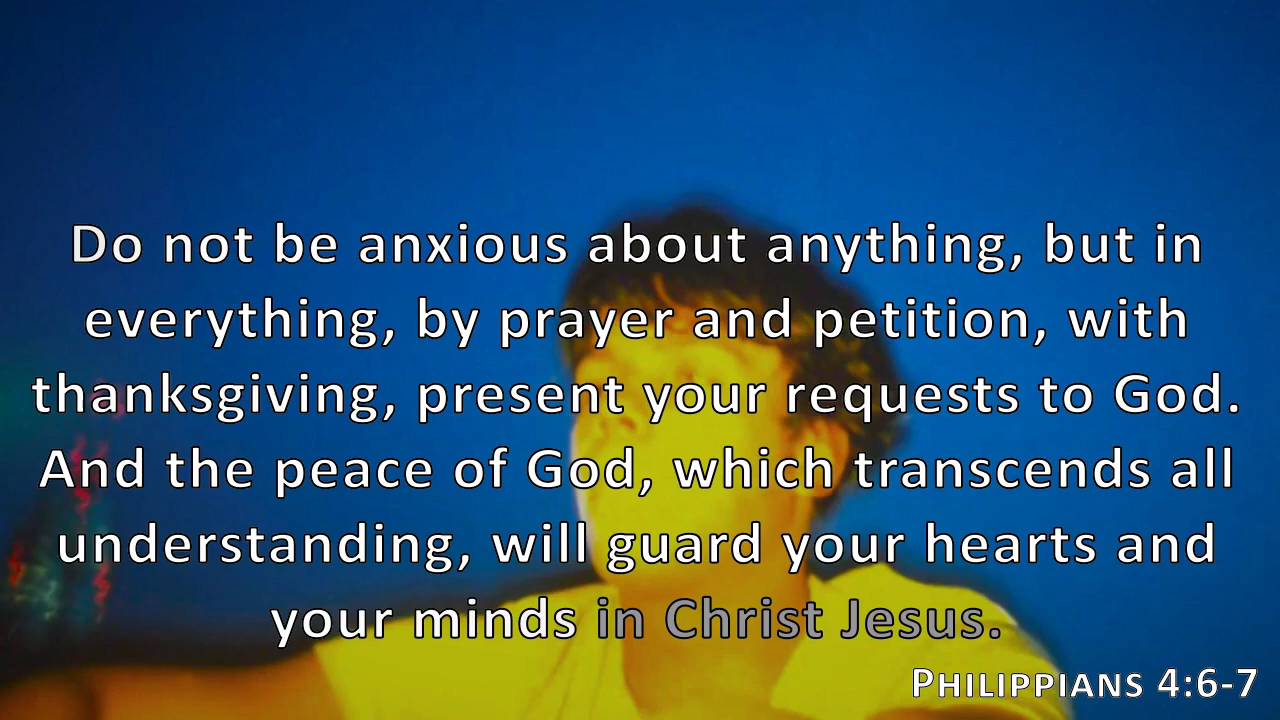 Do not be anxious about anything, but in
everything, by prayer and petition, with
thanksgiving, present your requests to God.
And the peace of God, which transcends all
understanding, will guard your hearts and
your minds in Christ Jesus.
Philippians 4:6-7